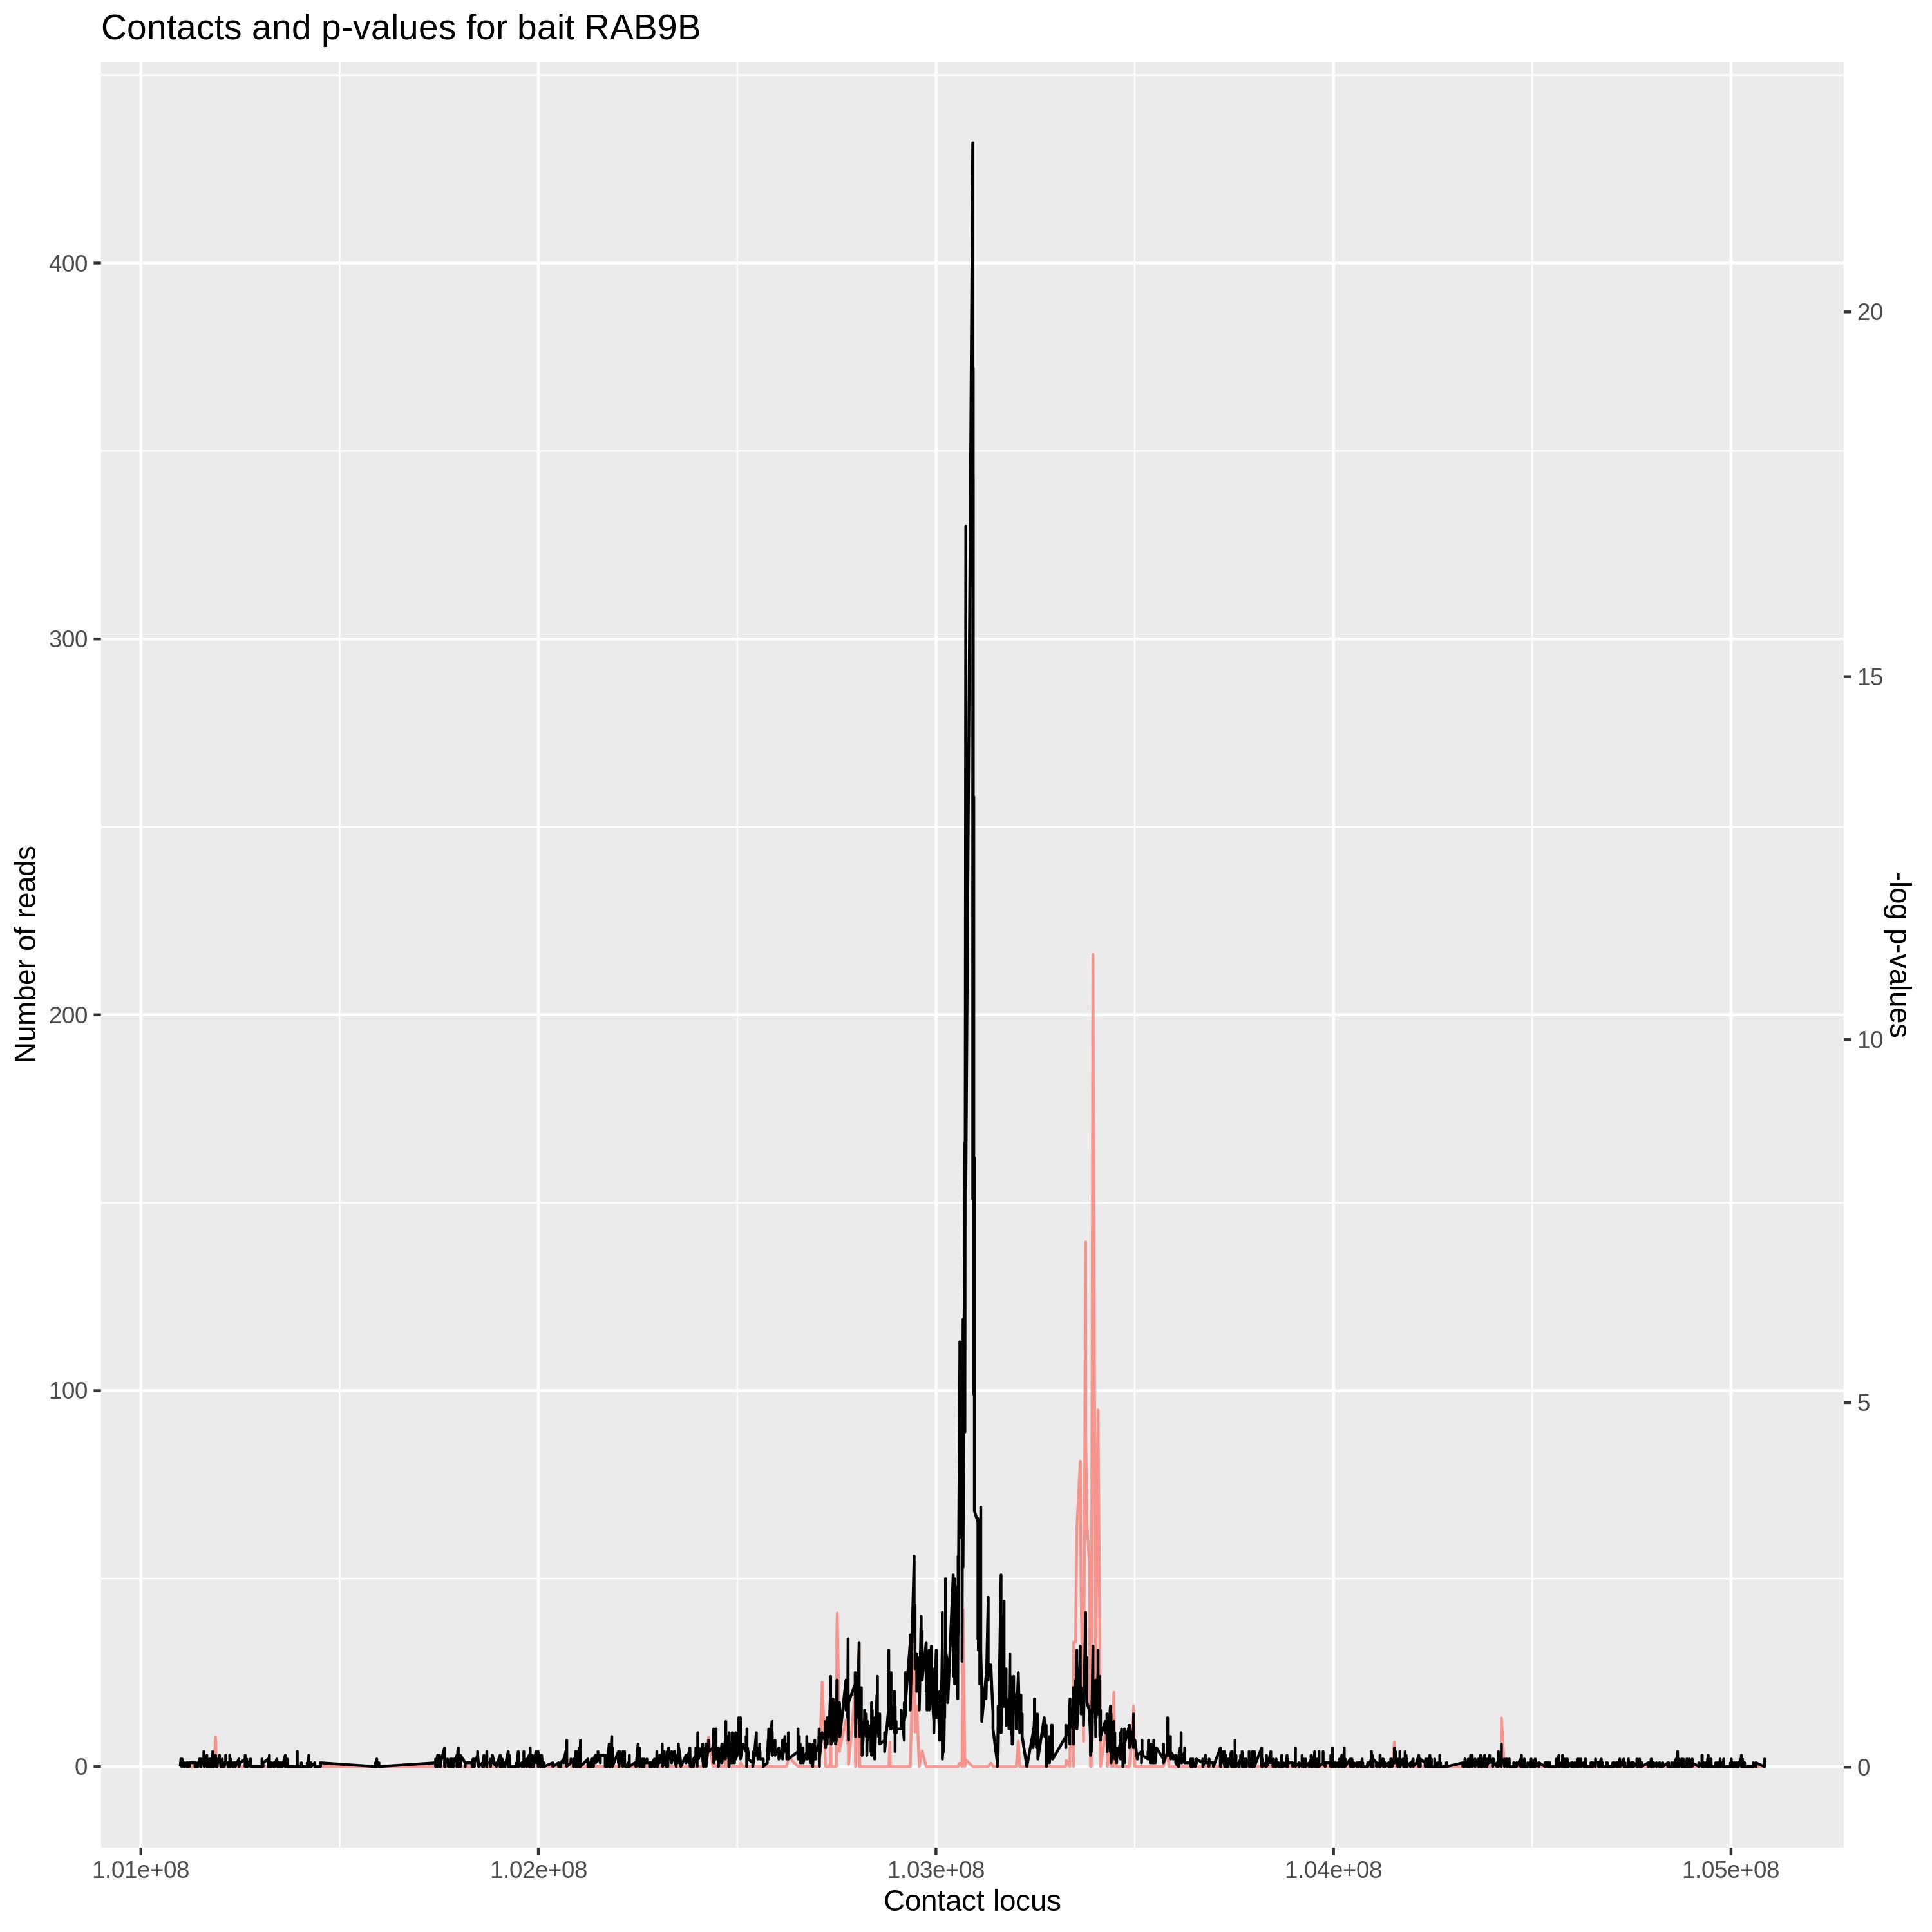 Contacts and p-values for bait RAB9B
Number of reads
400
300
200
100
0
20
15
10
5
0
-log p-values
1.01e+08
1.02e+08
1.03e+08
1.04e+08
1.05e+08
Contact locus